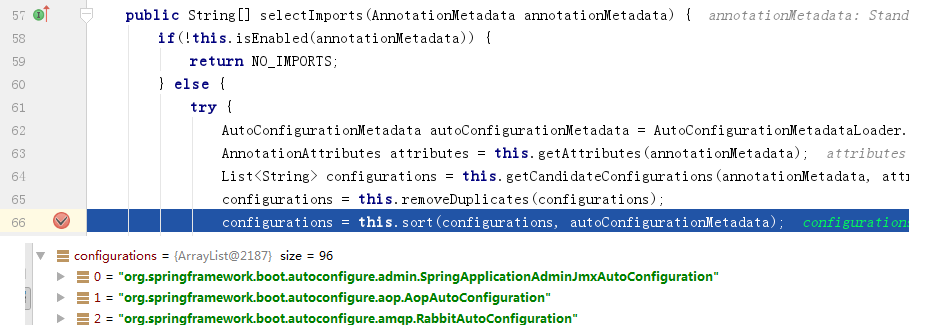 57 public String[] selectImports(AnnotationMetadata annotationMetadata) { annotationMetadata: Stand
58 if(!this.isEnabled(annotationMetadata)) {
59 return NO_IMPORTS;
60 } else {
61 try {
62 AutoConfigurationMetadata autoConfigurationMetadata = AutoConfigurationMetadataLoader.
63 AnnotationAttributes attributes = this.getAttributes(annotationMetadata); attributes
64 List<String> configurations = this.getCandidateConfigurations(annotationMetadata, attri
65 configurations = this.removeDuplicates(configurations);
66 configurations = this.sort(configurations, autoConfigurationMetadata); configurations
configurations = {ArrayList@2187} size = 96
0 = "org.springframework.boot.autoconfigure.admin.SpringApplicationAdminJmxAutoConfiguration"
1 = "org.springframework.boot.autoconfigure.aop.AopAutoConfiguration"
2 = "org.springframework.boot.autoconfigure.amqp.RabbitAutoConfiguration"